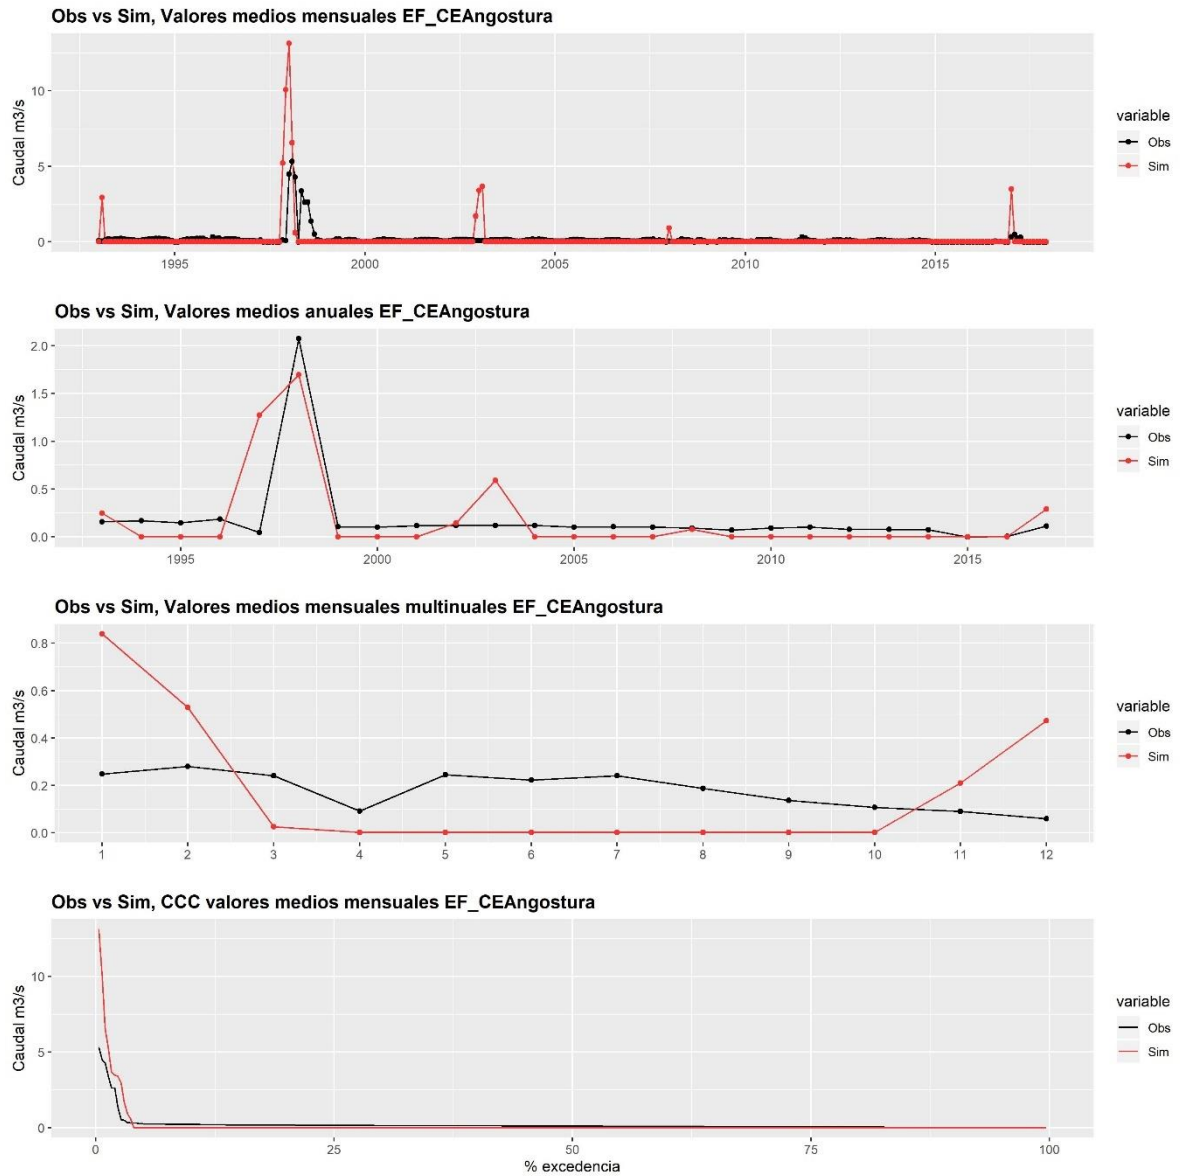 Obs vs Sim, Valores medios mensuales EF_CEAngostura
Caudal m3/s
10
5
0
1995 2000 2005 2010 2015
variable
Obs
Sim
Obs vs Sim, Valores medios anuales EF_CEAngostura
Caudal m3/s
2.0
1.5
1.0
0.5
0.0
1995 2000 2005 2010 2015
variable
Obs
Sim
Obs vs Sim, Valores medios mensuales multinuales EF_CEAngostura
Caudal m3/s
0.8
0.6
0.4
0.2
0.0
1 2 3 4 5 6 7 8 9 10 11 12
variable
Obs
Sim
Obs vs Sim, CCC valores medios mensuales EF_CEAngostura
Caudal m3/s
10
5
0
0 25 50 75 100
% excedencia
variable
Obs
Sim